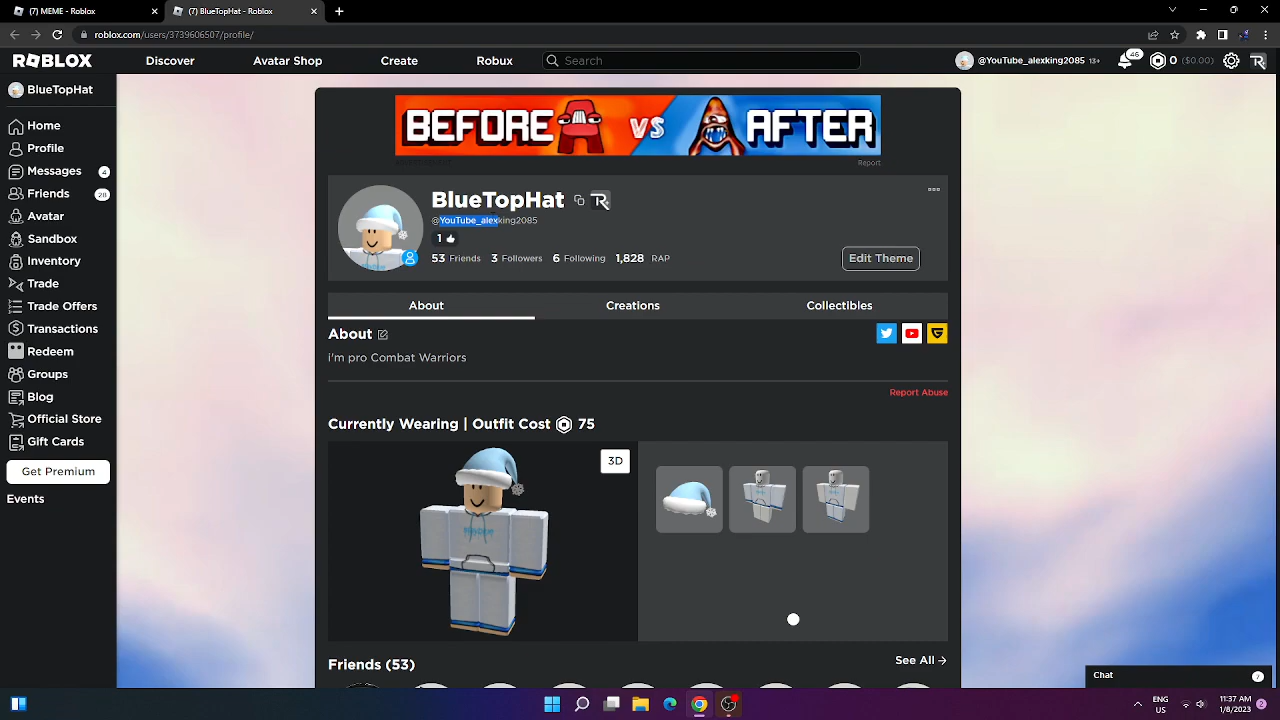 (7) MEME - Roblox
(7) BlueTopHat - Roblox
roblox.com/users/3739606507/profile/
ROBLOX
Discover
Avatar Shop
Create
Robux
Search
@YouTube_alexking2085 13+
46
0 ($0.00)
BlueTopHat
Home
Profile
Messages 4
Friends 28
Avatar
Sandbox
Inventory
Trade
Trade Offers
Transactions
Redeem
Groups
Blog
Official Store
Gift Cards
Get Premium
Events
BEFORE VS AFTER
Report
BlueTopHat
@YouTube_alexking2085
1
53 Friends 3 Followers 6 Following 1,828 RAP
Edit Theme
About
Creations
Collectibles
About
i'm pro Combat Warriors
Report Abuse
Currently Wearing | Outfit Cost 75
3D
Friends (53)
See All
Chat
7
ENG
US
11:37 AM
1/8/2023
2